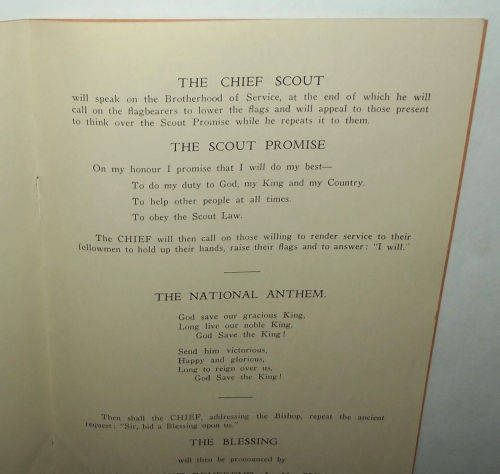 THE CHIEF SCOUT
will speak on the Brotherhood of Service, at the end of which he will
call on the flagbearers to lower the flags and will appeal to those present
to think over the Scout Promise while he repeats it to them.
THE SCOUT PROMISE
On my honour I promise that I will do my best—
To do my duty to God, my King and my Country.
To help other people at all times.
To obey the Scout Law.
The CHIEF will then call on those willing to render service to their
fellowmen to hold up their hands, raise their flags and to answer: "I will."
THE NATIONAL ANTHEM.
God save our gracious King,
Long live our noble King,
God Save the King!
Send him victorious,
Happy and glorious,
Long to reign over us,
God Save the King!
Then shall the CHIEF, addressing the Bishop, repeat the ancient
request: "Sir, bid a Blessing upon us."
THE BLESSING
will then be pronounced by